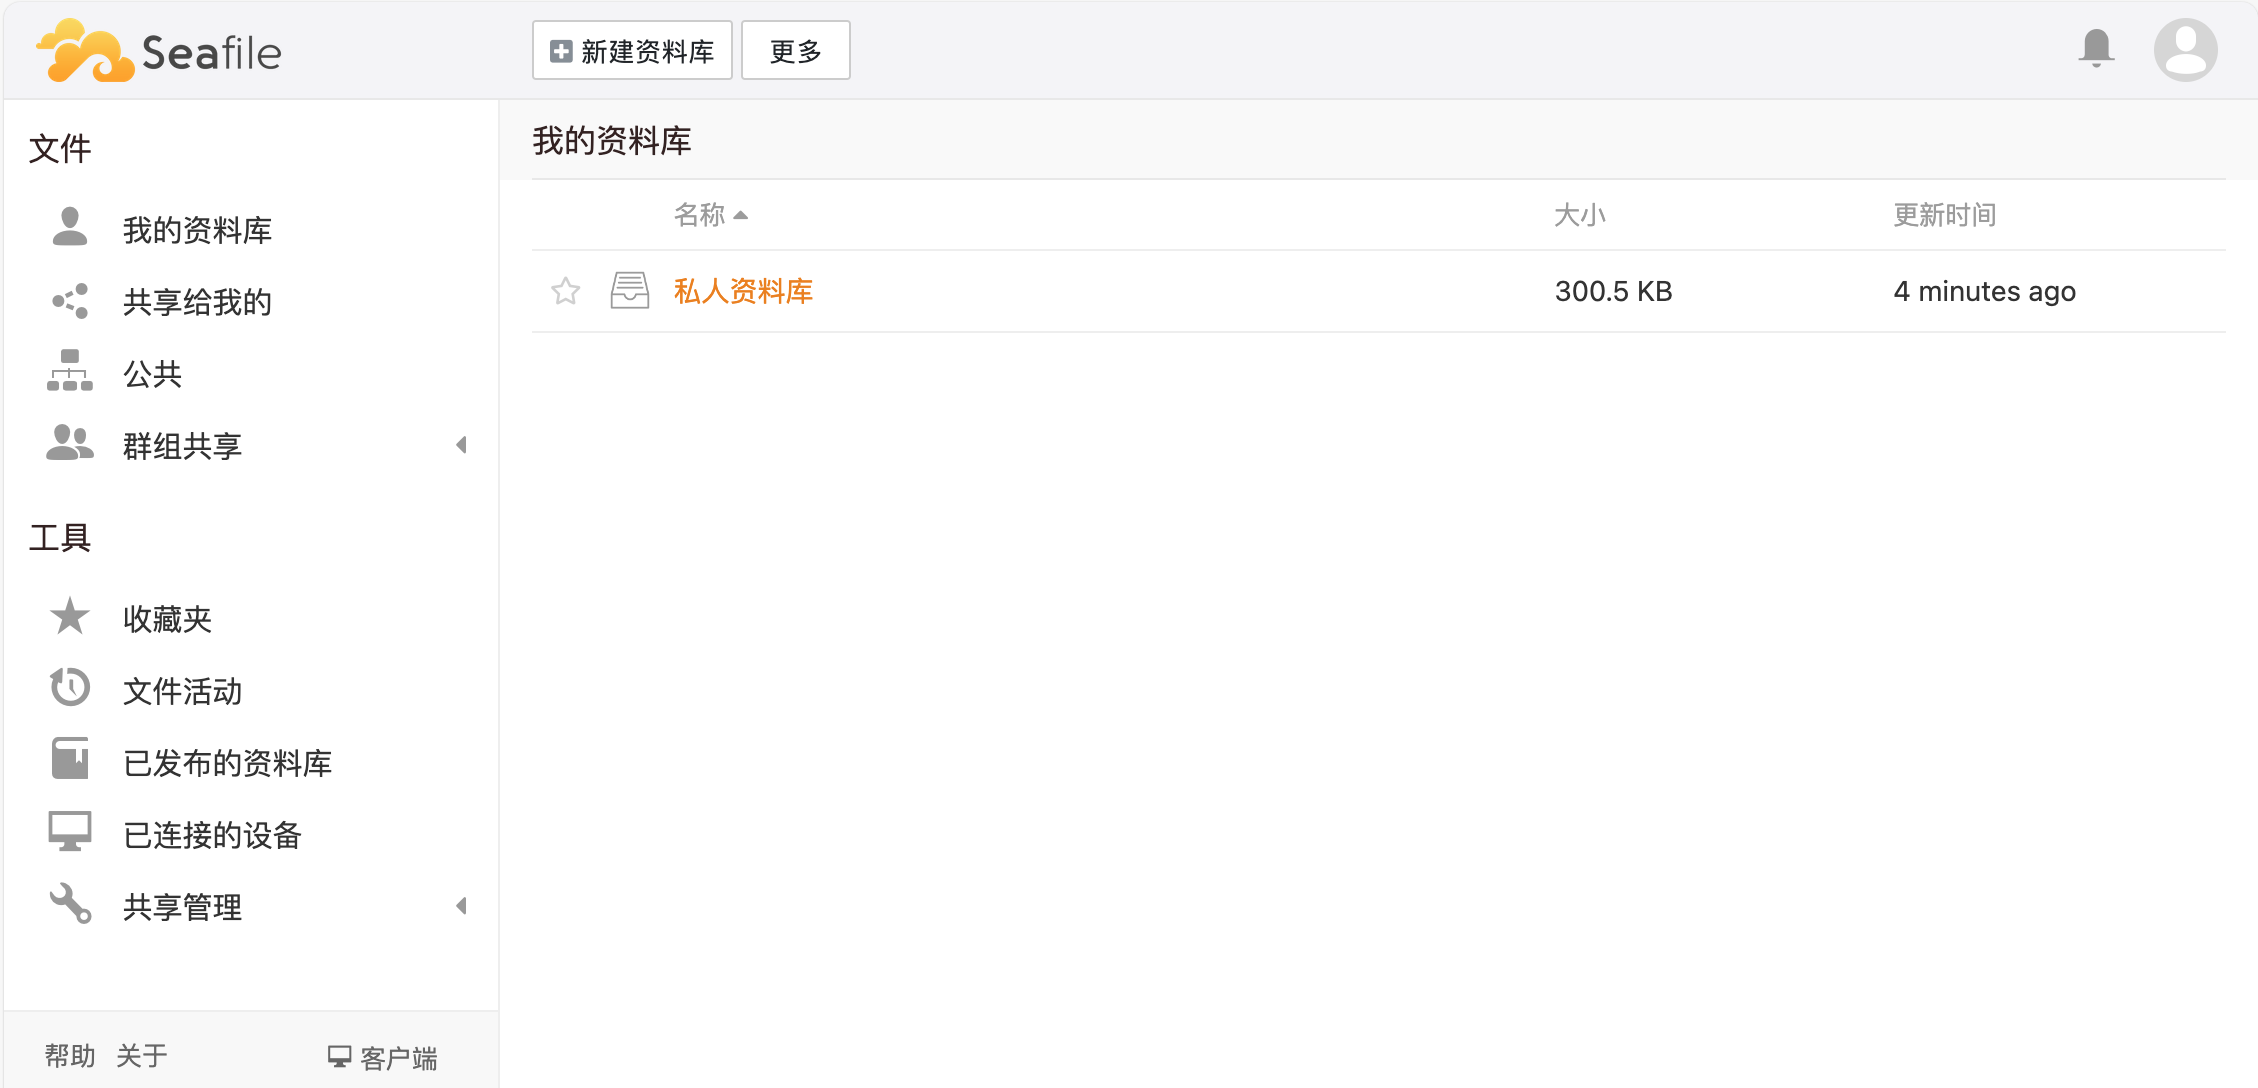 Seafile
新建资料库
更多
文件
我的资料库
共享给我的
公共
群组共享
工具
收藏夹
文件活动
已发布的资料库
已连接的设备
共享管理
帮助 关于 客户端
我的资料库
名称 大小 更新时间
私人资料库 300.5 KB 4 minutes ago